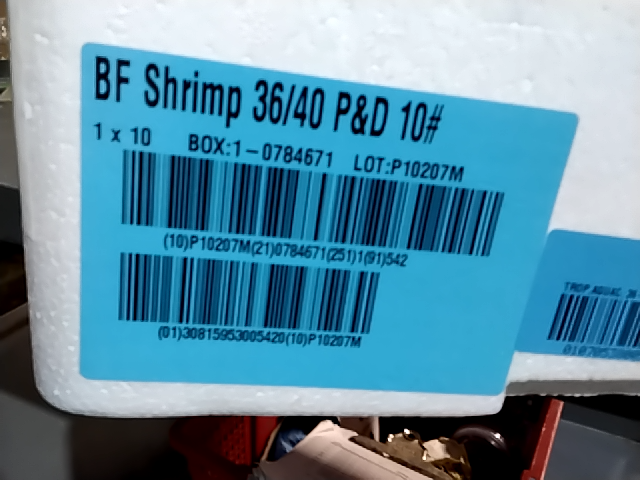 BF Shrimp 36/40 P&D 10#
1 x 10 BOX:1-0784671 LOT:P10207M
(10)P10207M(21)0784671(251)1(91)542
(01)30815953005420(10)P10207M
TROP